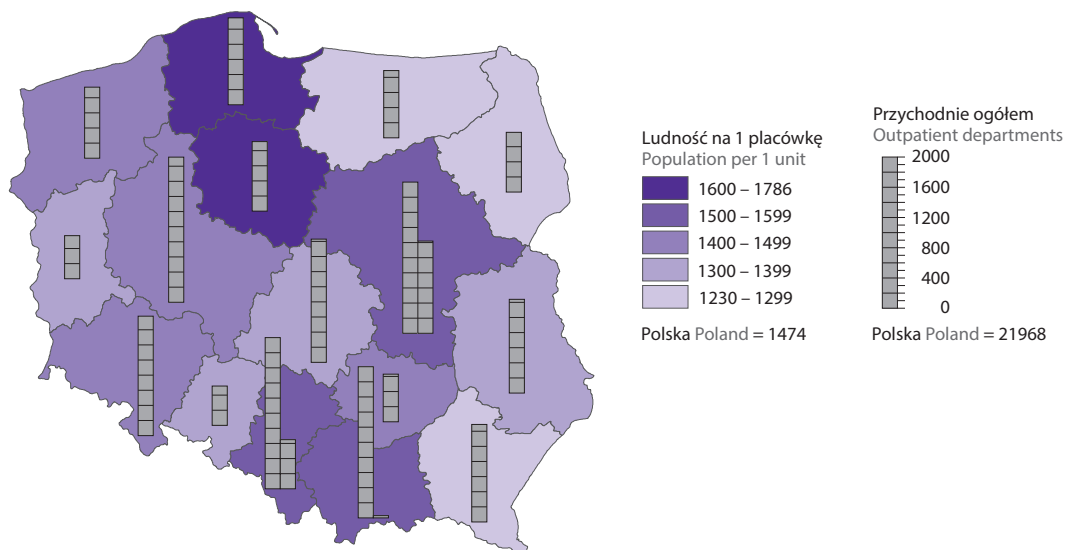 Ludność na 1 placówkę
Population per 1 unit
1600 – 1786
1500 – 1599
1400 – 1499
1300 – 1399
1230 – 1299
Polska Poland = 1474
Przychodnie ogółem
Outpatient departments
2000
1600
1200
800
400
0
Polska Poland = 21968